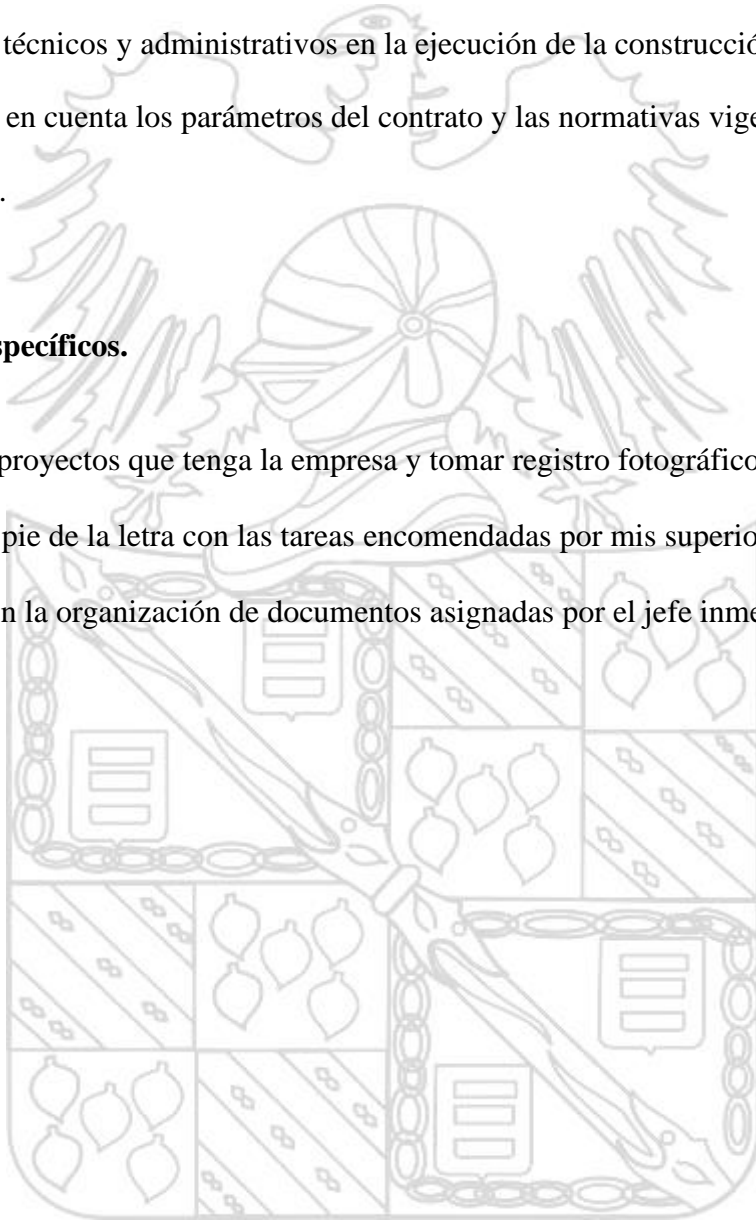 técnicos y administrativos en la ejecución de la construcció
en cuenta los parámetros del contrato y las normativas vige
.
specíficos.
proyectos que tenga la empresa y tomar registro fotográfico
pie de la letra con las tareas encomendadas por mis superio
n la organización de documentos asignadas por el jefe inme